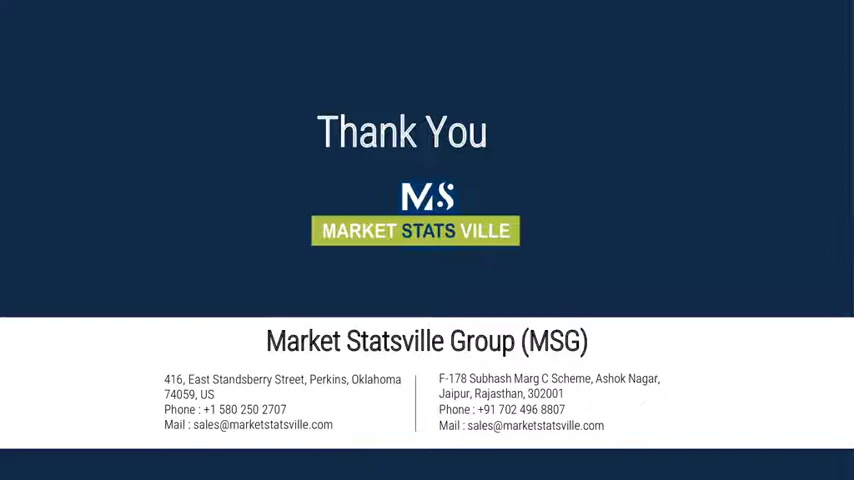 Thank You
MS
MARKET STATS VILLE
Market Statsville Group (MSG)
416, East Standsberry Street, Perkins, Oklahoma
74059, US
Phone : +1 580 250 2707
Mail : sales@marketstatsville.com
F-178 Subhash Marg C Scheme, Ashok Nagar,
Jaipur, Rajasthan, 302001
Phone : +91 702 496 8807
Mail : sales@marketstatsville.com